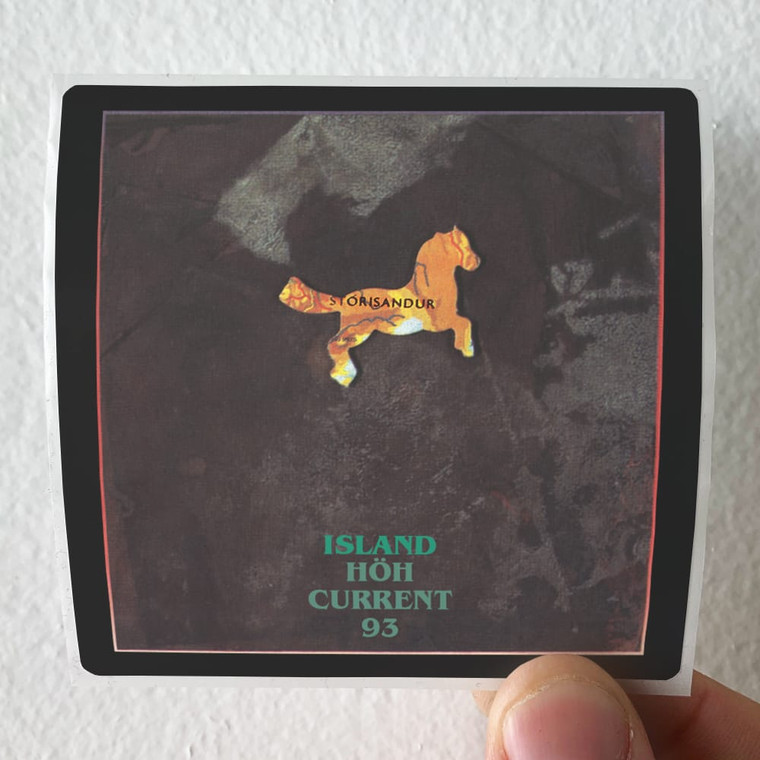 STÓRISANDUR
ISLAND
HÖH
CURRENT
93